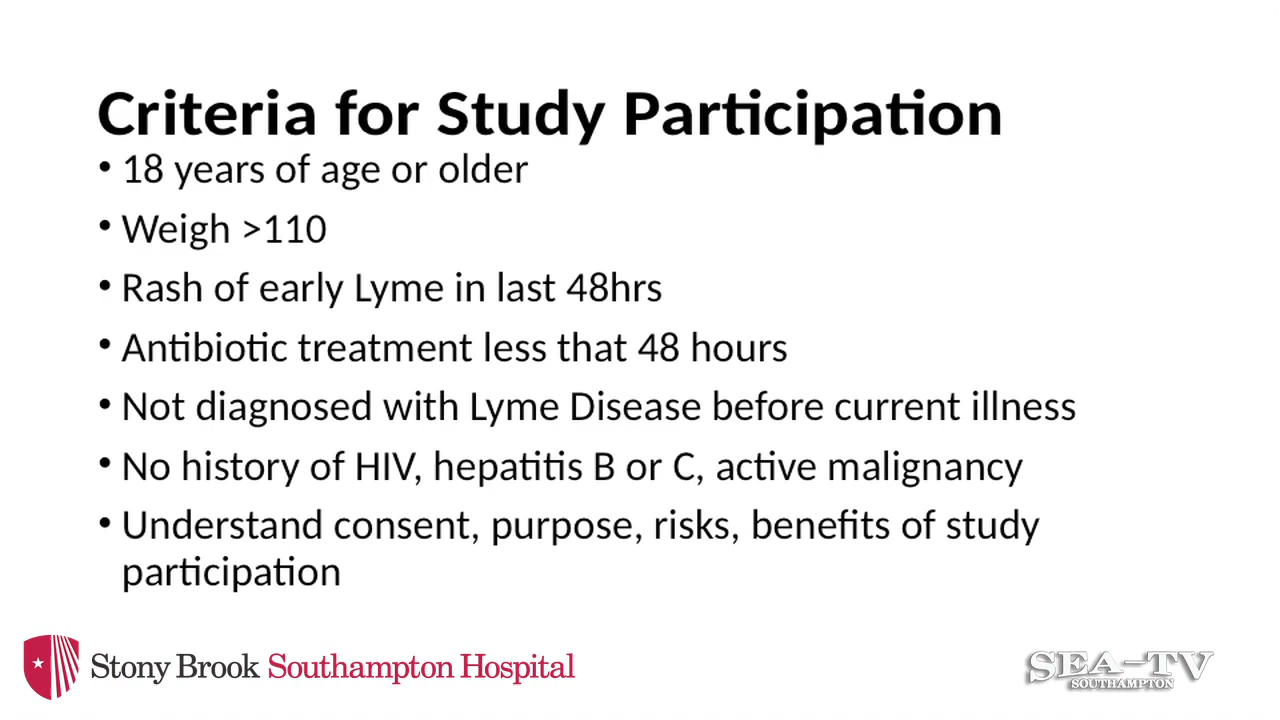 Criteria for Study Participation
• 18 years of age or older
• Weigh >110
• Rash of early Lyme in last 48hrs
• Antibiotic treatment less that 48 hours
• Not diagnosed with Lyme Disease before current illness
• No history of HIV, hepatitis B or C, active malignancy
• Understand consent, purpose, risks, benefits of study
participation
Stony Brook Southampton Hospital
SEA-TV
SOUTHAMPTON